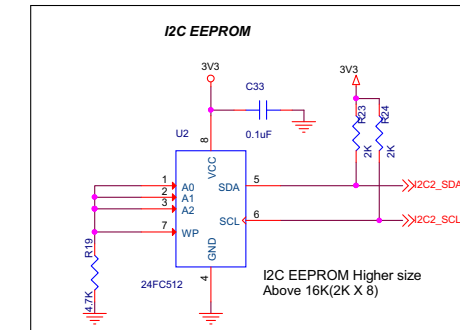 I2C EEPROM
3V3
3V3
C33
0.1uF
R23
2K
R24
2K
U2
8
VCC
1
A0
2
A1
3
A2
7
WP
SDA
5
I2C2_SDA
SCL
6
I2C2_SCL
GND
4
R19
4.7K
24FC512
I2C EEPROM Higher size
Above 16K(2K X 8)